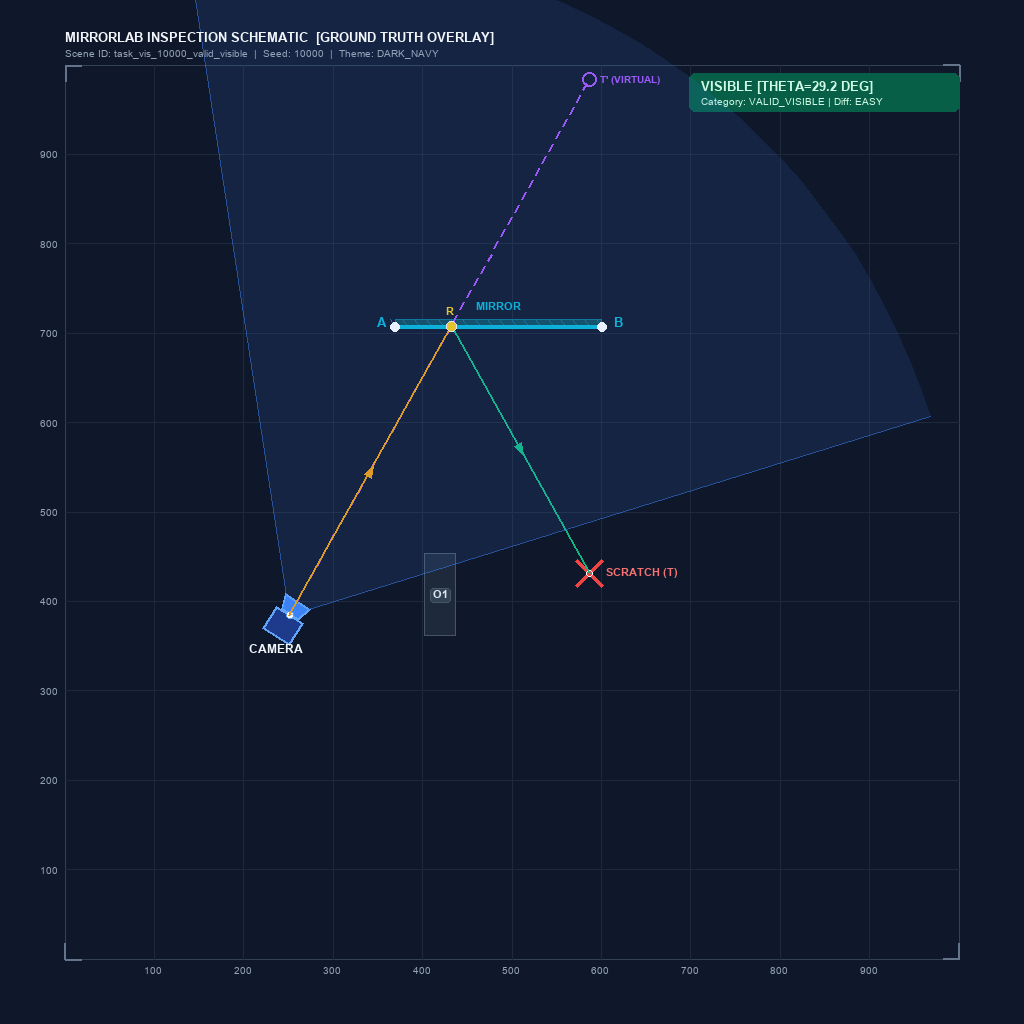 MIRRORLAB INSPECTION SCHEMATIC [GROUND TRUTH OVERLAY]
Scene ID: task_vis_10000_valid_visible | Seed: 10000 | Theme: DARK_NAVY
T' (VIRTUAL)
VISIBLE [THETA=29.2 DEG]
Category: VALID_VISIBLE | Diff: EASY
900
800
R
MIRROR
A
B
700
600
500
SCRATCH (T)
400
O1
CAMERA
300
200
100
100 200 300 400 500 600 700 800 900